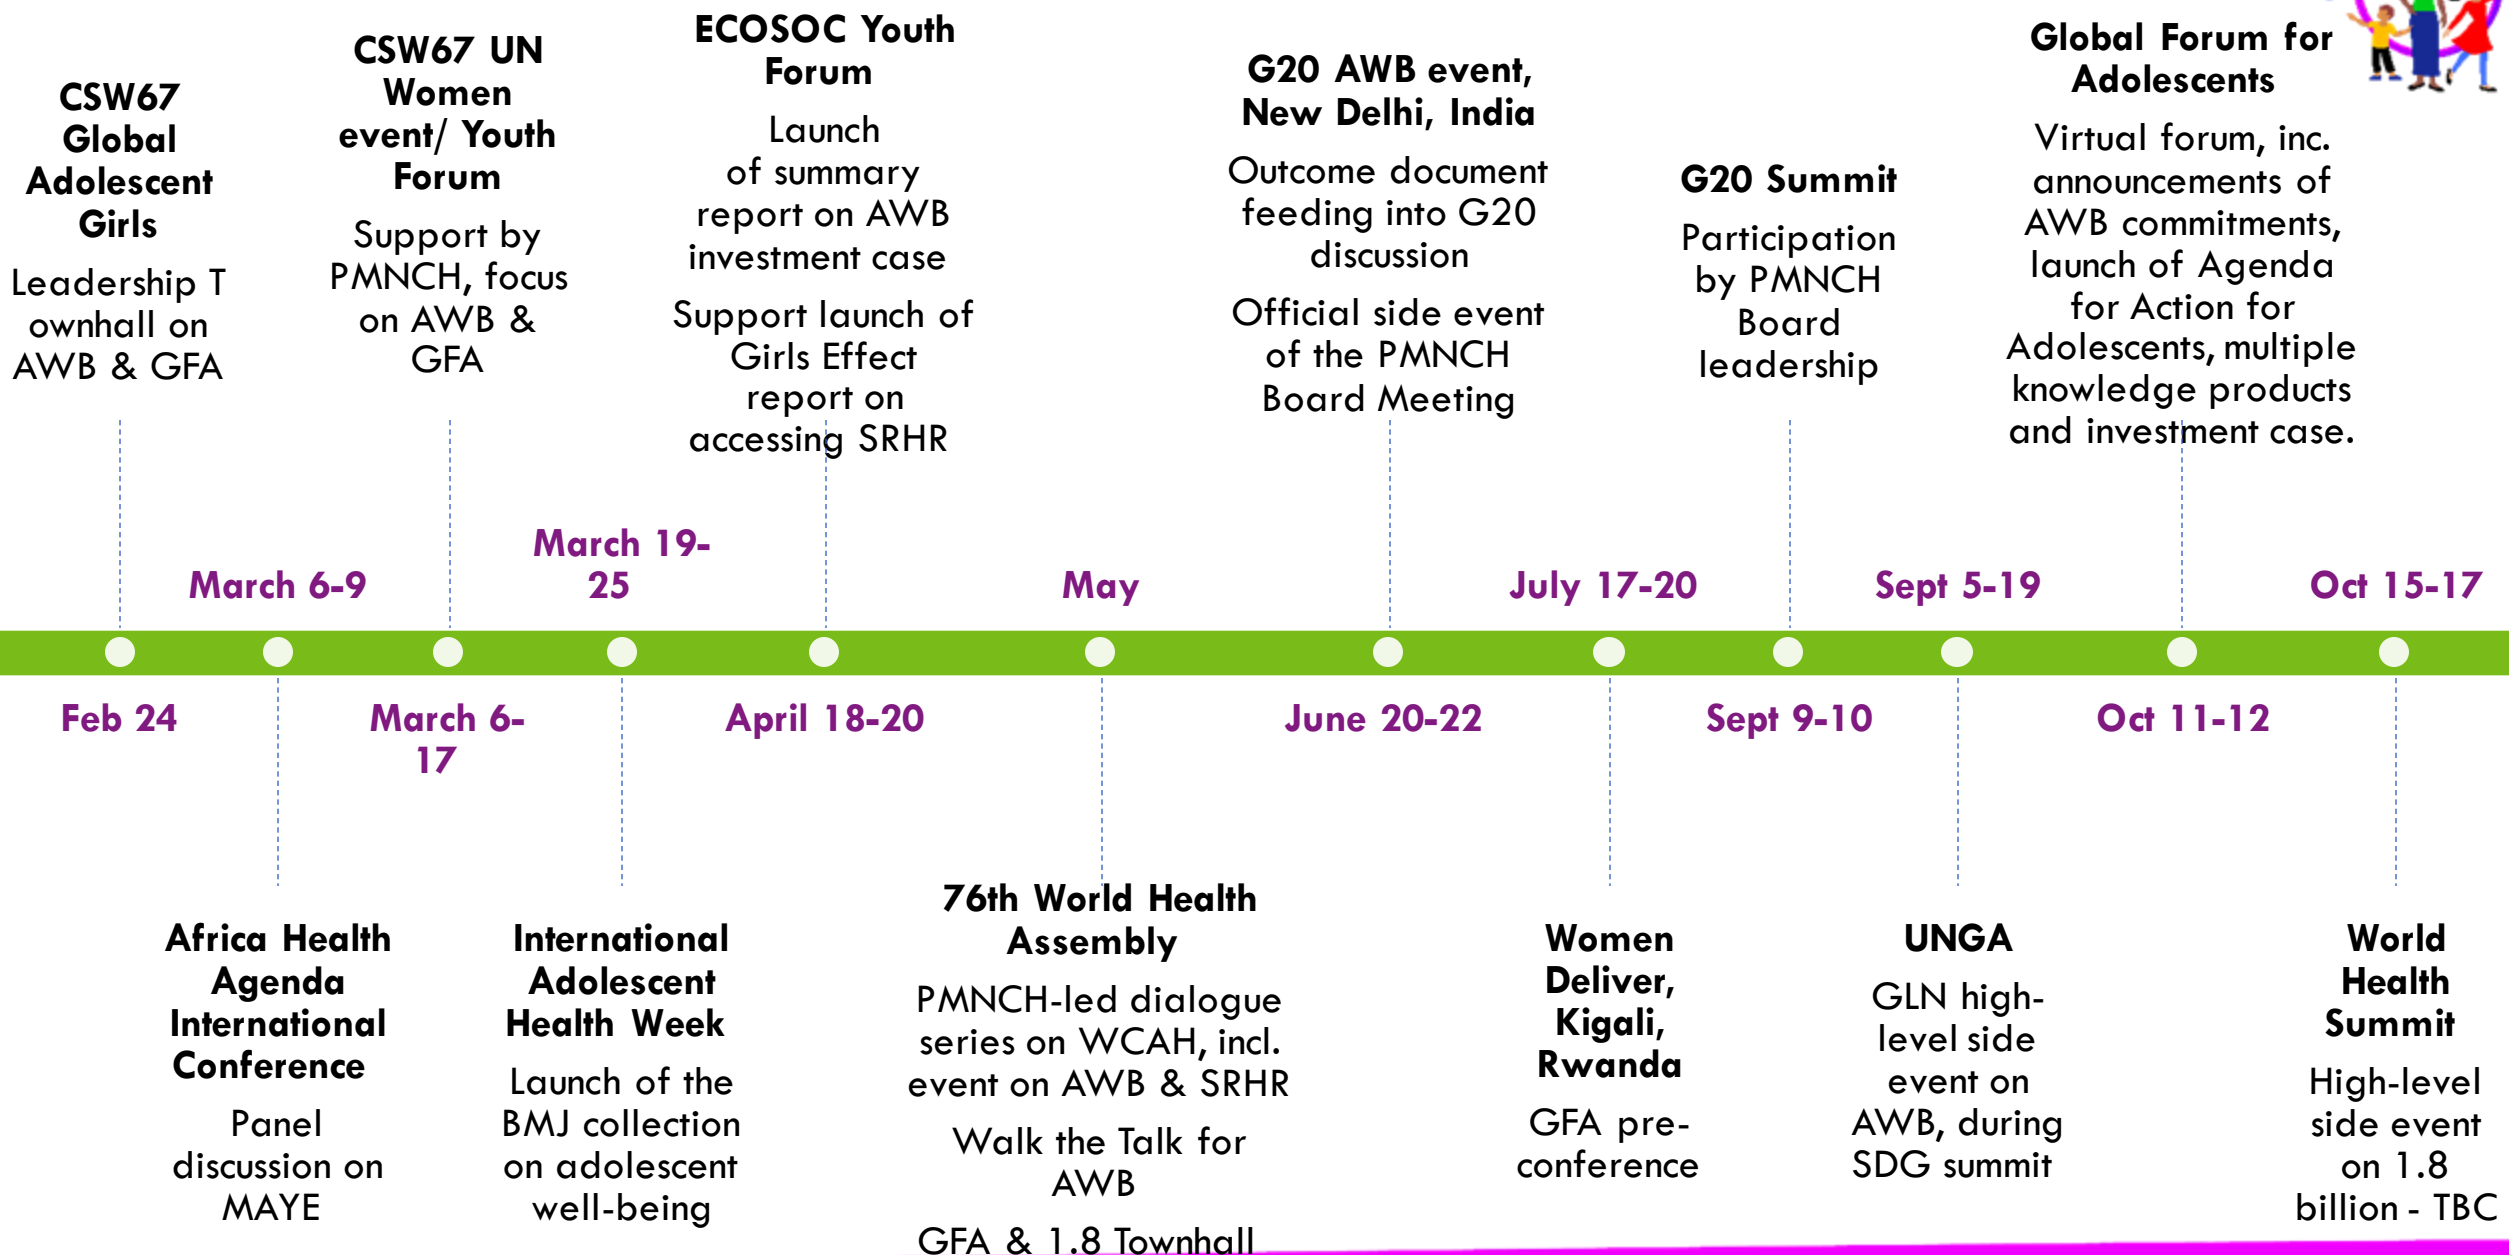 CSW67
Global
Adolescent
Girls
Leadership T
ownhall on
AWB & GFA
CSW67 UN
Women
event/ Youth
Forum
Support by
PMNCH, focus
on AWB &
GFA
ECOSOC Youth
Forum
Launch
of summary
report on AWB
investment case
Support launch of
Girls Effect
report on
accessing SRHR
G20 AWB event,
New Delhi, India
Outcome document
feeding into G20
discussion
Official side event
of the PMNCH
Board Meeting
G20 Summit
Participation
by PMNCH
Board
leadership
Global Forum for
Adolescents
Virtual forum, inc.
announcements of
AWB commitments,
launch of Agenda
for Action for
Adolescents, multiple
knowledge products
and investment case.
March 6-9
March 19-
25
May
July 17-20
Sept 5-19
Oct 15-17
Feb 24
March 6-
17
April 18-20
June 20-22
Sept 9-10
Oct 11-12
Africa Health
Agenda
International
Conference
Panel
discussion on
MAYE
International
Adolescent
Health Week
Launch of the
BMJ collection
on adolescent
well-being
76th World Health
Assembly
PMNCH-led dialogue
series on WCAH, incl.
event on AWB & SRHR
Walk the Talk for
AWB
GFA & 1.8 Townhall
Women
Deliver,
Kigali,
Rwanda
GFA pre-
conference
UNGA
GLN high-
level side
event on
AWB, during
SDG summit
World
Health
Summit
High-level
side event
on 1.8
billion - TBC